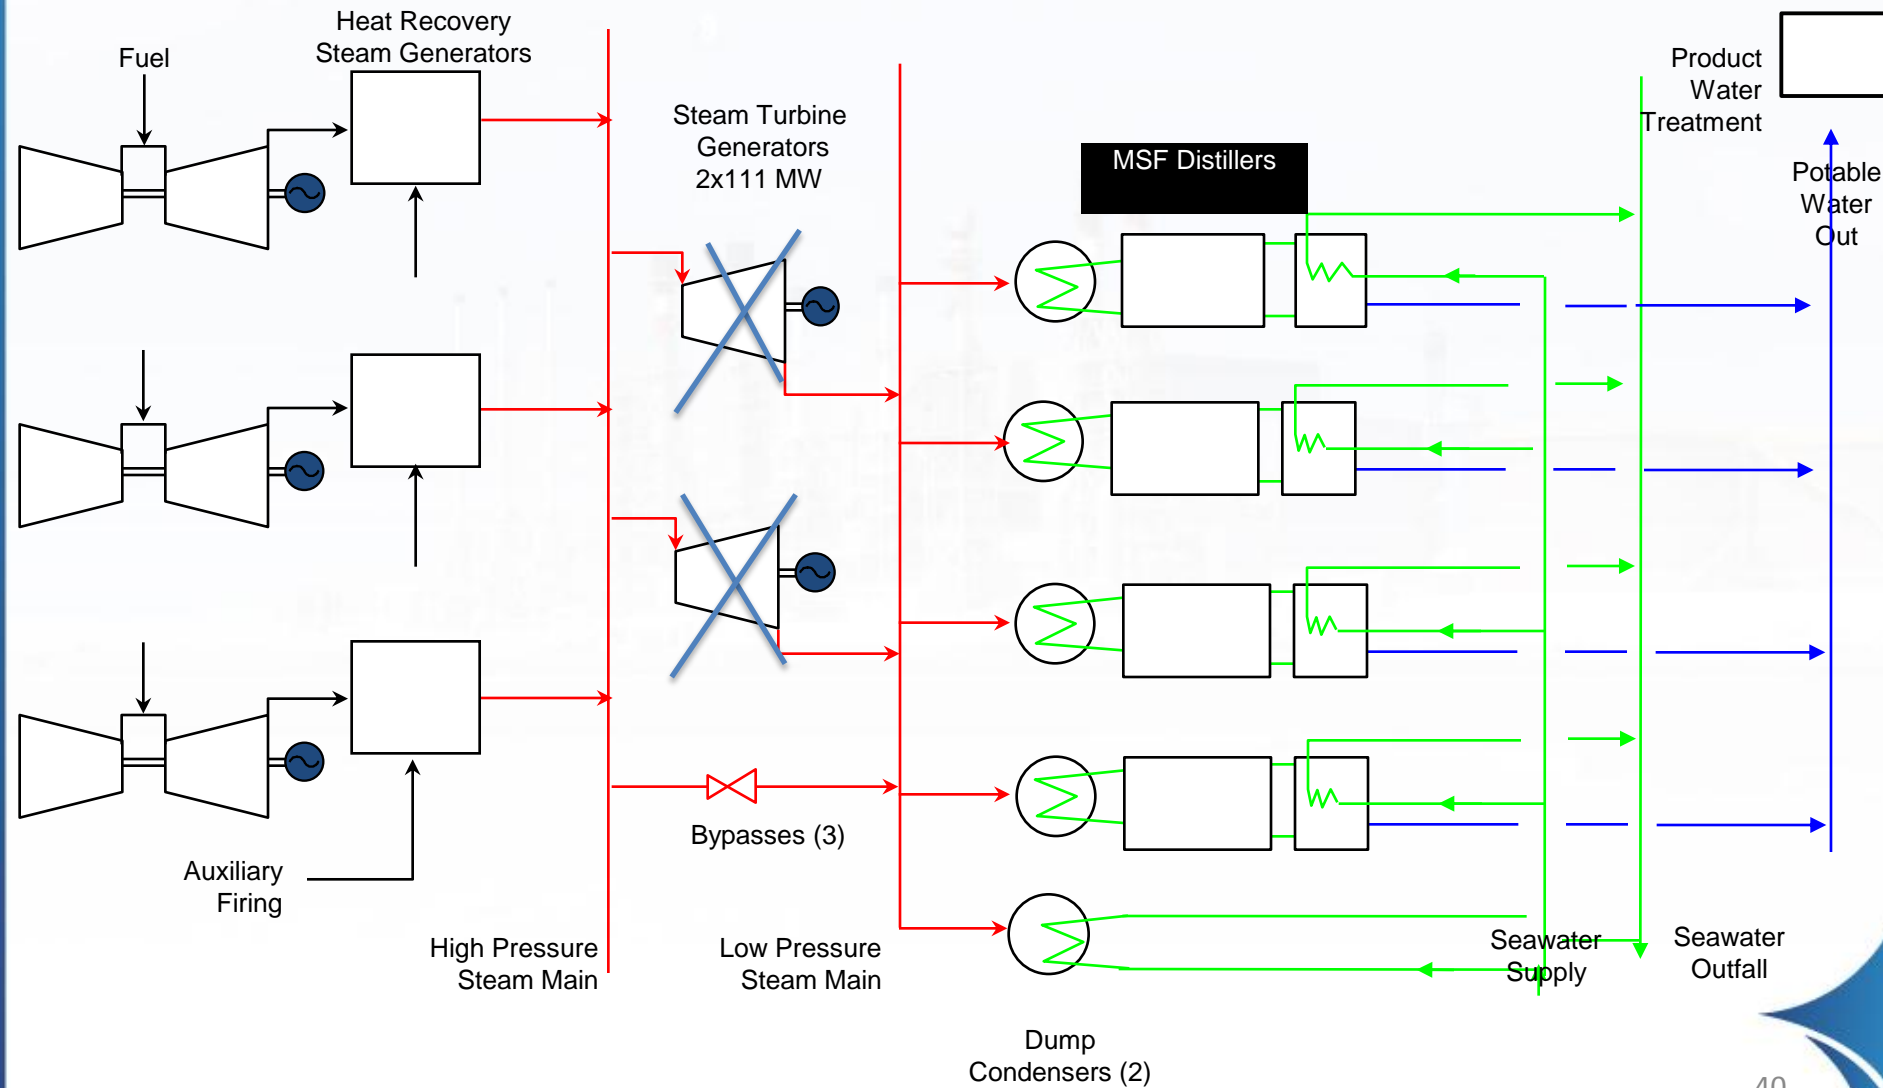 Heat Recovery
Steam Generators
Fuel
Product
Water
Treatment
Steam Turbine
Generators
2x111 MW
MSF Distillers
Potable
Water
Out
Bypasses (3)
Auxiliary
Firing
High Pressure
Steam Main
Low Pressure
Steam Main
Seawater
Supply
Seawater
Outfall
Dump
Condensers (2)
40